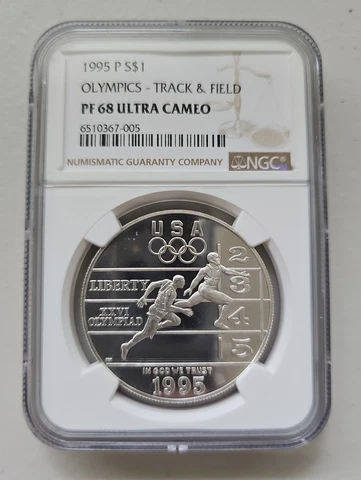 1995 P S$1
OLYMPICS - TRACK & FIELD
PF 68 ULTRA CAMEO
6510367-005
NUMISMATIC GUARANTY COMPANY
NGC
USA
LIBERTY
XXVI
OLYMPIAD
2
3
4
5
IN GOD WE TRUST
1995